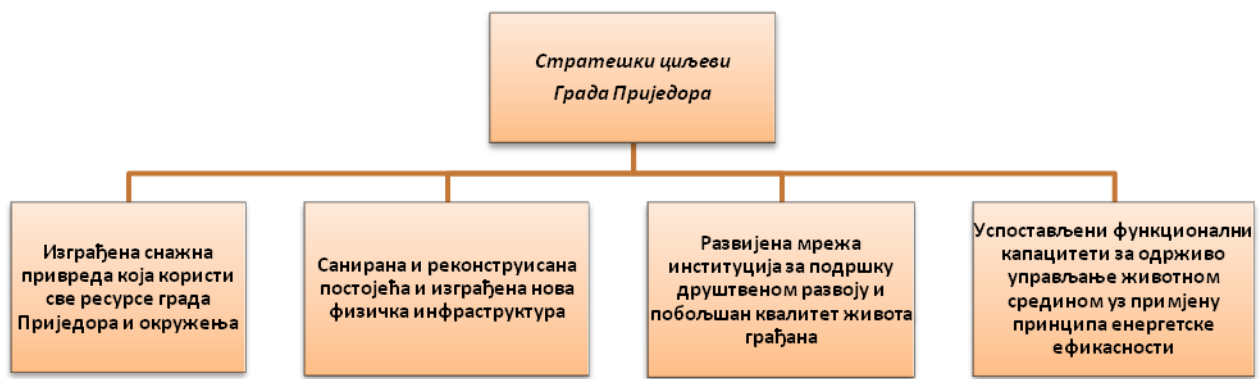 Стратешки циљеви
Града Приједора
Изграђена снажна
привреда која користи
све ресурсе града
Приједора и окружења
Санирана и реконструисана
постојећа и изграђена нова
физичка инфраструктура
Развијена мрежа
институција за подршку
друштвеном развоју и
побољшан квалитет живота
грађана
Успостављени функционални
капацитети за одрживо
управљање животном
средином уз примјену
принципа енергетске
ефикасности